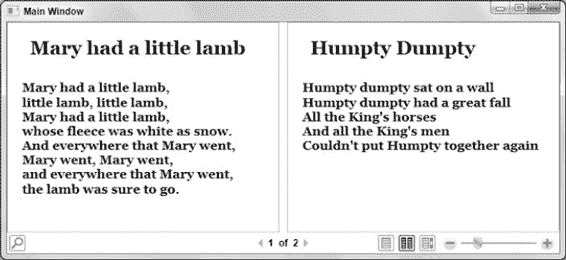 Main Window
Mary had a little lamb
Mary had a little lamb,
little lamb, little lamb,
Mary had a little lamb,
whose fleece was white as snow.
And everywhere that Mary went,
Mary went, Mary went,
and everywhere that Mary went,
the lamb was sure to go.
Humpty Dumpty
Humpty dumpty sat on a wall
Humpty dumpty had a great fall
All the King's horses
And all the King's men
Couldn't put Humpty together again
1 of 2